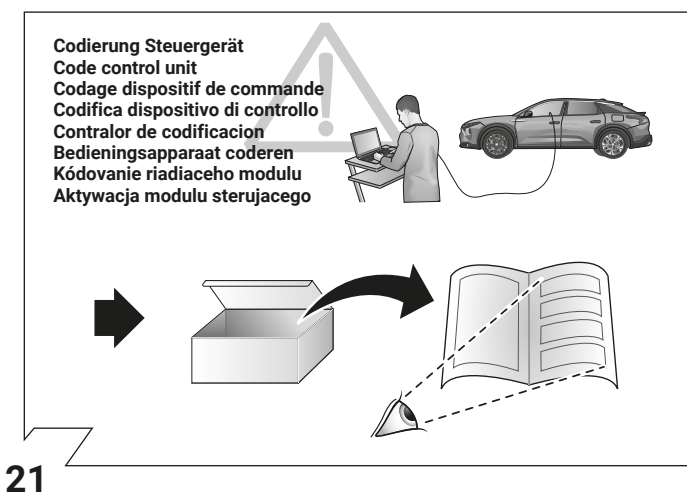 Codierung Steuergerät
Code control unit
Codage dispositif de commande
Codifica dispositivo di controllo
Contralor de codificacion
Bedieningsapparaat coderen
Kódovanie riadiaceho modulu
Aktywacja modulu sterujacego
21